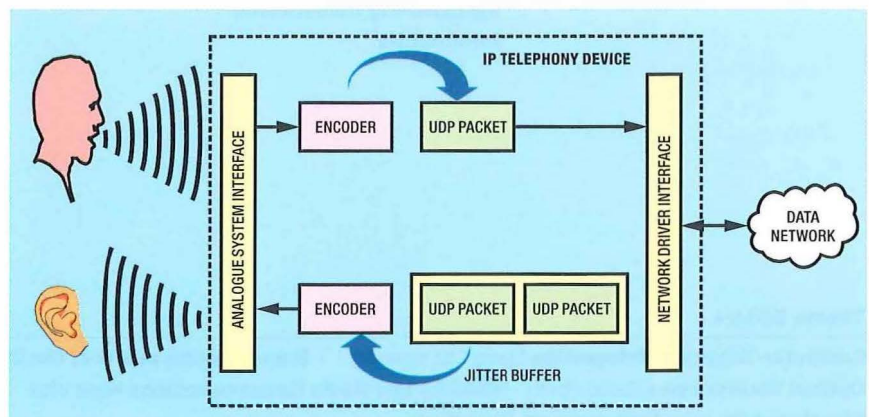 IP TELEPHONY DEVICE
ANALOGUE SYSTEM INTERFACE
ENCODER
UDP PACKET
NETWORK DRIVER INTERFACE
DATA
NETWORK
ENCODER
UDP PACKET
UDP PACKET
JITTER BUFFER